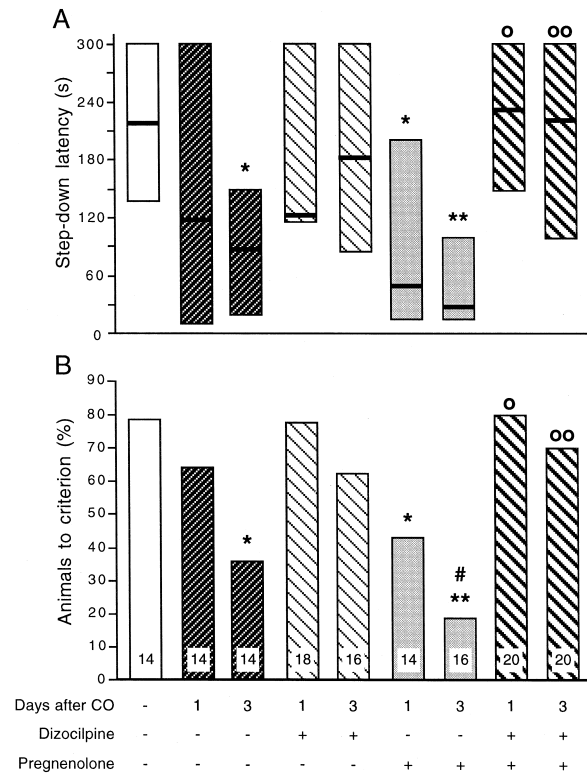 A
o oo
300
240
* *
180
**
120
60
0
Step-down latency (s)
B
90
o
80
oo
70
60
50
* *
40
#
30
**
20
10
14 14 14 18 16 14 16 20 20
0
Animals to criterion (%)
Days after CO - 1 3 1 3 1 3 1 3
Dizocilpine - - - + + - - + +
Pregnenolone - - - - - + + + +